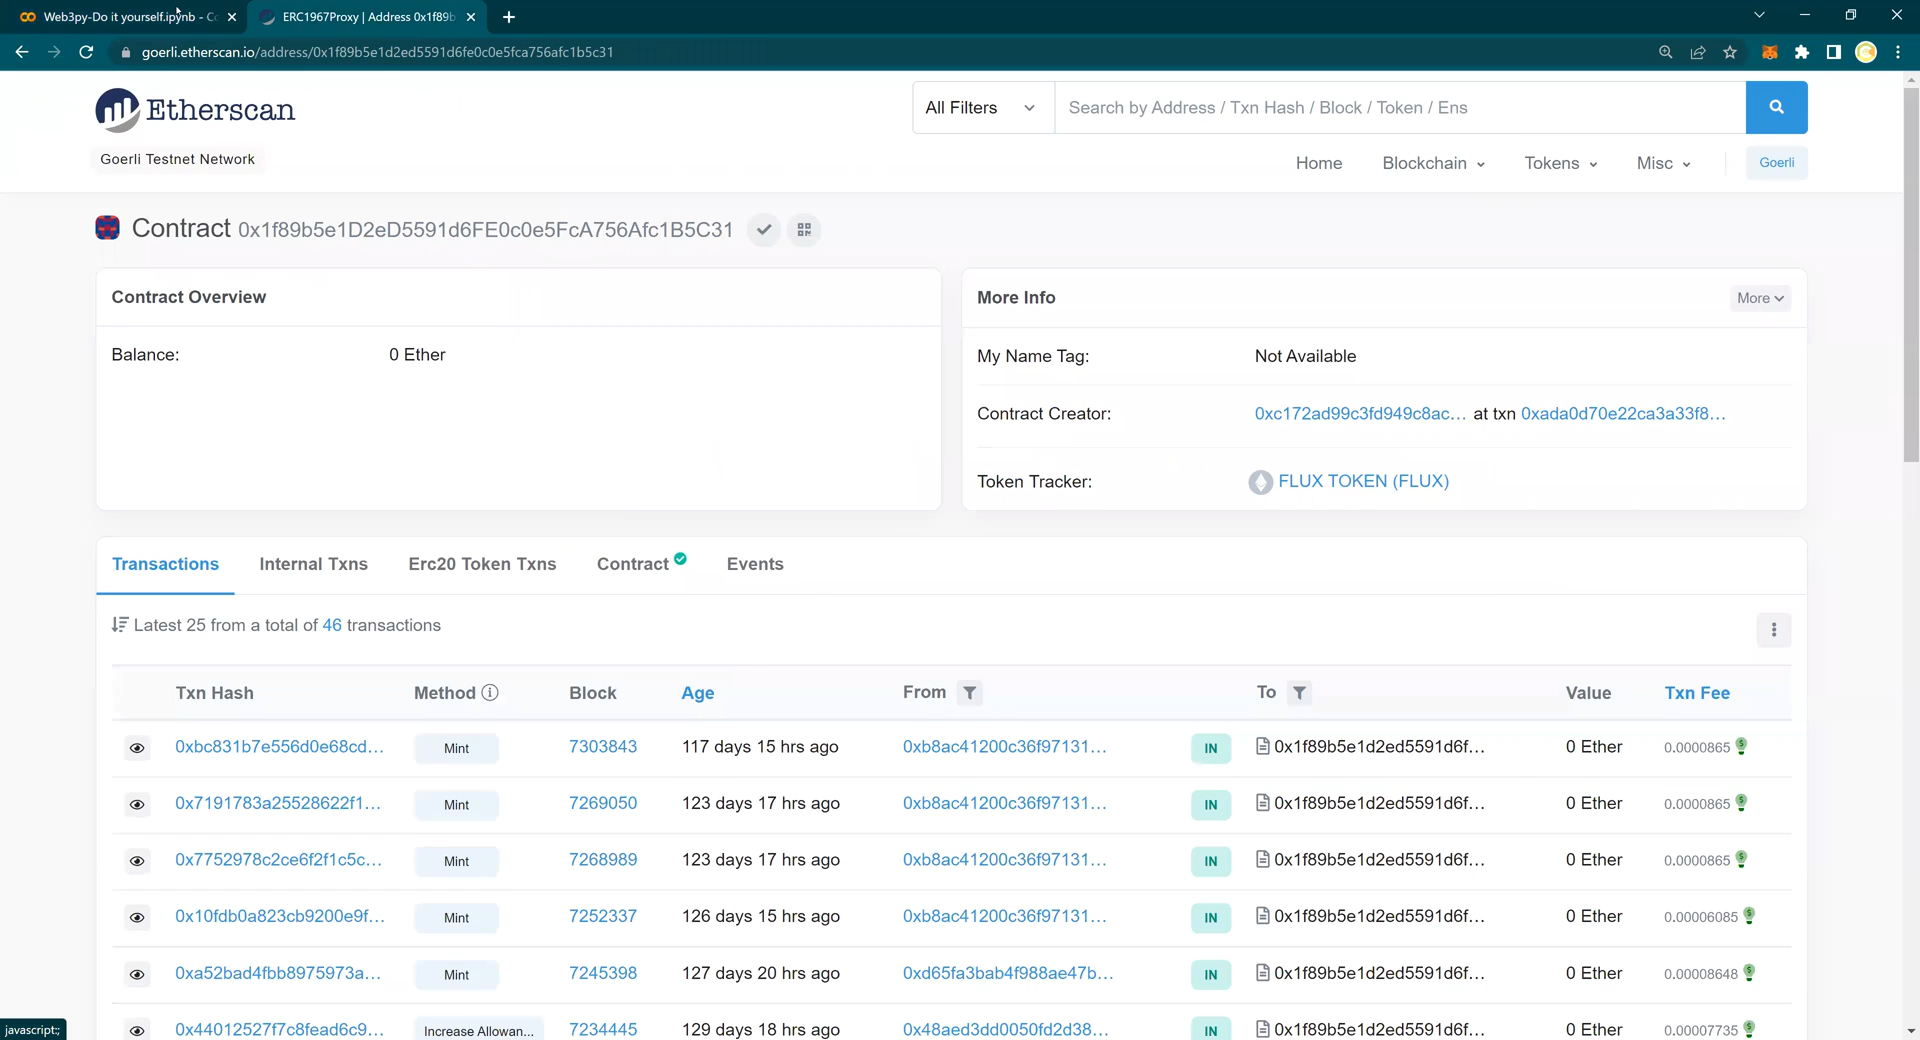 Web3py-Do it yourself.ipynb - Co
ERC1967Proxy | Address 0x1f89b
goerli.etherscan.io/address/0x1f89b5e1d2ed5591d6fe0c0e5fca756afc1b5c31
Etherscan
Goerli Testnet Network
All Filters
Search by Address / Txn Hash / Block / Token / Ens
Home
Blockchain
Tokens
Misc
Goerli
Contract 0x1f89b5e1D2eD5591d6FE0c0e5FcA756Afc1B5C31
Contract Overview
Balance: 0 Ether
More Info
More
My Name Tag: Not Available
Contract Creator: 0xc172ad99c3fd949c8ac... at txn 0xada0d70e22ca3a33f8...
Token Tracker: FLUX TOKEN (FLUX)
Transactions
Internal Txns
Erc20 Token Txns
Contract
Events
Latest 25 from a total of 46 transactions
Txn Hash Method Block Age From To Value Txn Fee
0xbc831b7e556d0e68cd... Mint 7303843 117 days 15 hrs ago 0xb8ac41200c36f97131... IN 0x1f89b5e1d2ed5591d6f... 0 Ether 0.0000865
0x7191783a25528622f1... Mint 7269050 123 days 17 hrs ago 0xb8ac41200c36f97131... IN 0x1f89b5e1d2ed5591d6f... 0 Ether 0.0000865
0x7752978c2ce6f2f1c5c... Mint 7268989 123 days 17 hrs ago 0xb8ac41200c36f97131... IN 0x1f89b5e1d2ed5591d6f... 0 Ether 0.0000865
0x10fdb0a823cb9200e9f... Mint 7252337 126 days 15 hrs ago 0xb8ac41200c36f97131... IN 0x1f89b5e1d2ed5591d6f... 0 Ether 0.00006085
0xa52bad4fbb8975973a... Mint 7245398 127 days 20 hrs ago 0xd65fa3bab4f988ae47b... IN 0x1f89b5e1d2ed5591d6f... 0 Ether 0.00008648
0x44012527f7c8fead6c9... Increase Allowan... 7234445 129 days 18 hrs ago 0x48aed3dd0050fd2d38... IN 0x1f89b5e1d2ed5591d6f... 0 Ether 0.00007735
javascript:;